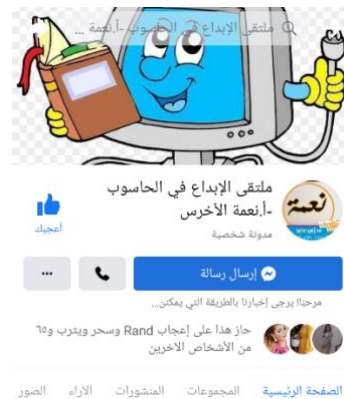 ملتقى الإبداع في الحاسوب -أ.نعمة ...
ملتقى الإبداع في الحاسوب
-أ.نعمة الأخرس
مدونة شخصية
نعمة
أعجبك
إرسال رسالة
مرحبًا! يرجى إخبارنا بالطريقة التي يمكنن...
حاز هذا على إعجاب Rand وسحر ويثرب و٦٥
من الأشخاص الآخرين
الصفحة الرئيسية المجموعات المنشورات الآراء الصور